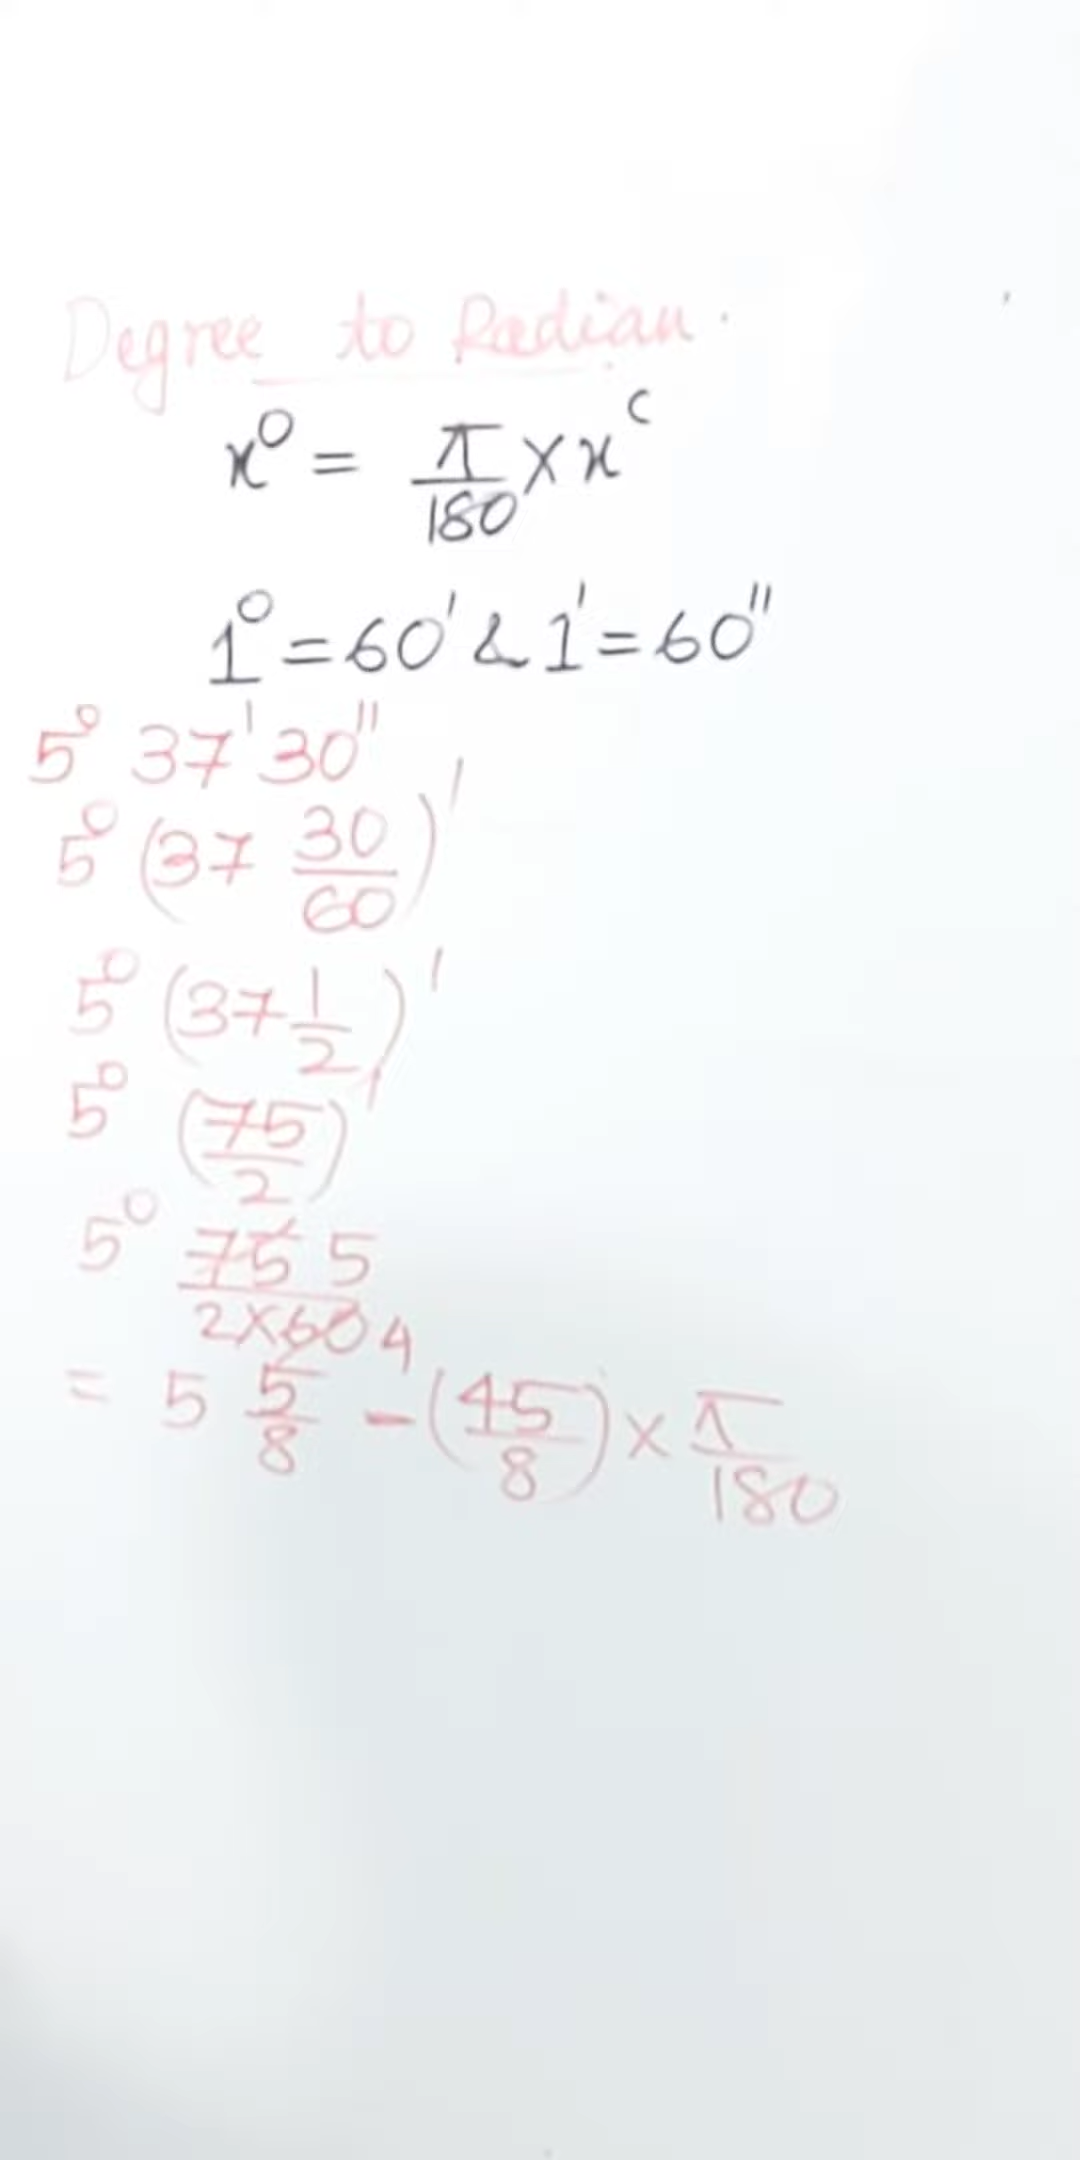 Degree to Radian.
x° = π/180 × x^c
1° = 60' & 1' = 60"
5° 37' 30"
5° (37 30/60)'
5° (37 1/2)'
5° (75/2)'
5° 75 5 / 2×60 4
= 5 5/8 - (45/8) × π/180